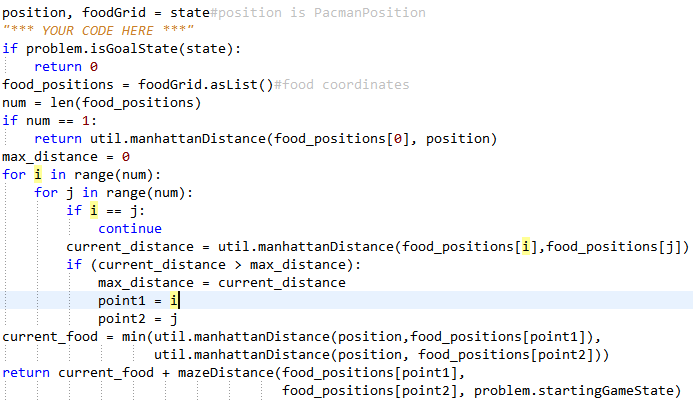 position, foodGrid = state#position is PacmanPosition
"*** YOUR CODE HERE ***"
if problem.isGoalState(state):
    return 0
food_positions = foodGrid.asList()#food coordinates
num = len(food_positions)
if num == 1:
    return util.manhattanDistance(food_positions[0], position)
max_distance = 0
for i in range(num):
    for j in range(num):
        if i == j:
            continue
        current_distance = util.manhattanDistance(food_positions[i],food_positions[j])
        if (current_distance > max_distance):
            max_distance = current_distance
            point1 = i
            point2 = j
current_food = min(util.manhattanDistance(position,food_positions[point1]),
                   util.manhattanDistance(position, food_positions[point2]))
return current_food + mazeDistance(food_positions[point1],
                                   food_positions[point2], problem.startingGameState)